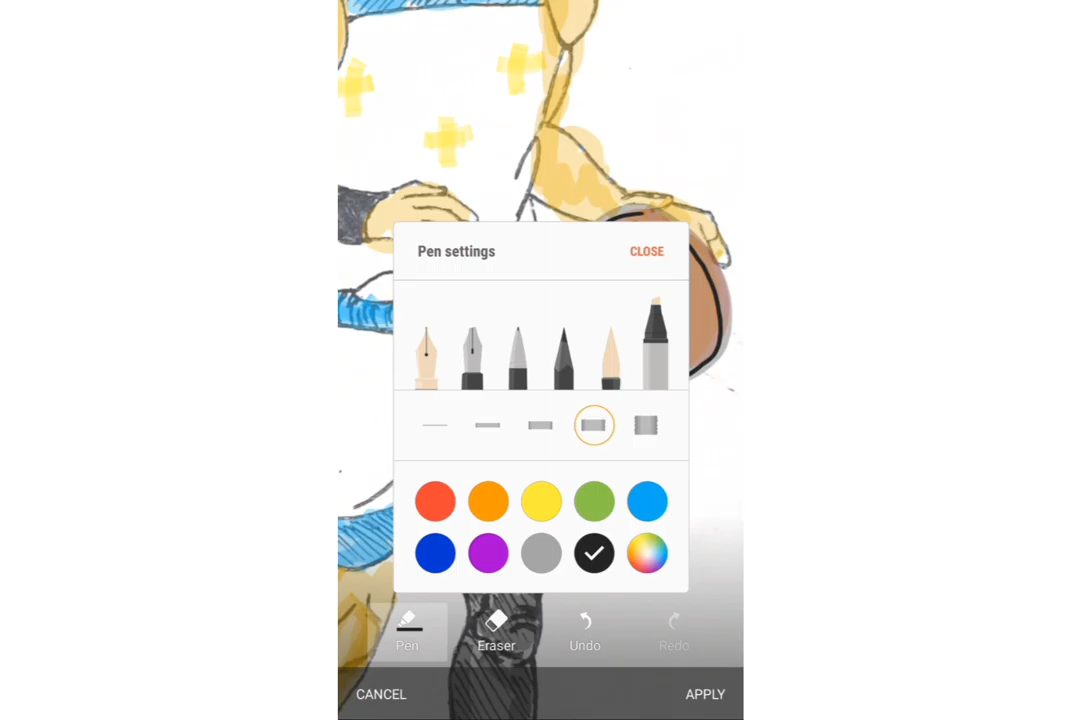 Pen settings
CLOSE
Pen
Eraser
Undo
Redo
CANCEL
APPLY